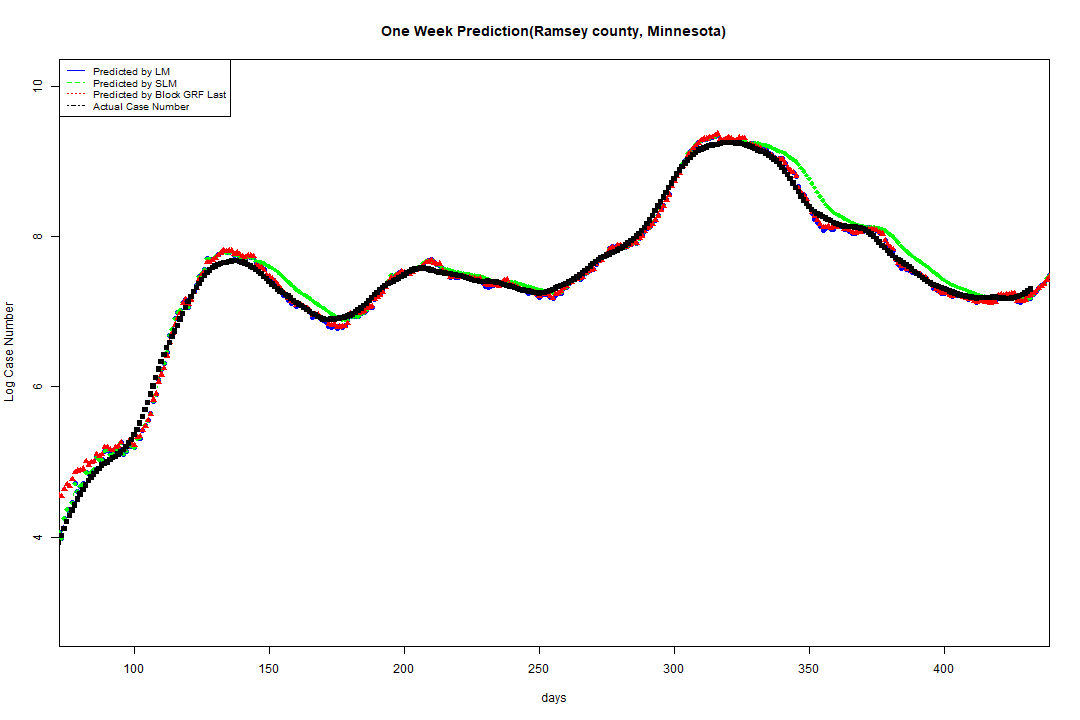 One Week Prediction(Ramsey county, Minnesota)
Predicted by LM
Predicted by SLM
Predicted by Block GRF Last
Actual Case Number
10
8
6
4
Log Case Number
100 150 200 250 300 350 400
days